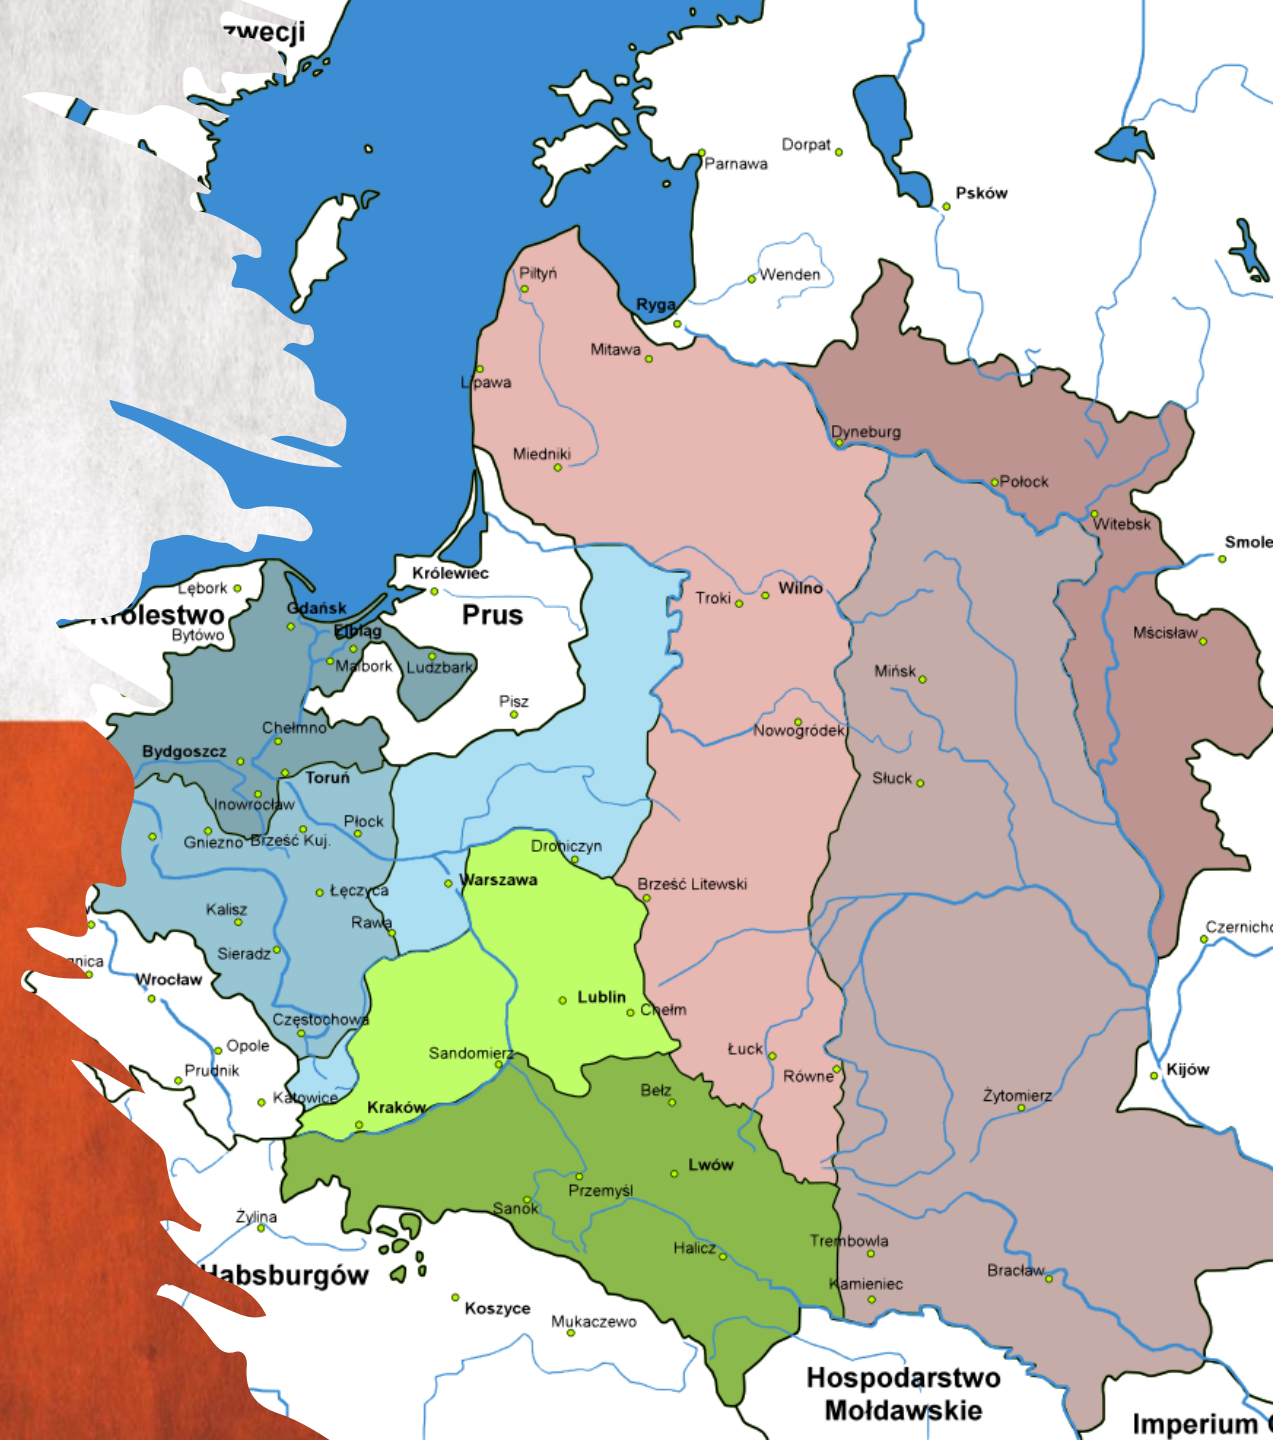 zwecji
Parnawa
Dorpat
Psków
Piltyń
Wenden
Ryga
Mitawa
Lipawa
Dyneburg
Miedniki
Połock
Witebsk
Smole
Królewiec
Lębork
Gdańsk
Królestwo
Prus
Troki
Wilno
Bytówo
Elbląg
Mścisław
Malbork
Ludzbark
Mińsk
Pisz
Chełmno
Nowogródek
Bydgoszcz
Toruń
Słuck
Inowrocław
Płock
Gniezno
Brześć Kuj.
Drohiczyn
Warszawa
Brześć Litewski
Łęczyca
Kalisz
Rawa
Czernicho
Sieradz
gnica
Wrocław
Lublin
Chełm
Częstochowa
Opole
Sandomierz
Łuck
Prudnik
Równe
Kijów
Katowice
Bełz
Żytomierz
Kraków
Lwów
Przemyśl
Sanok
Żylina
Halicz
Trembowla
Habsburgów
Bracław
Kamieniec
Koszyce
Mukaczewo
Hospodarstwo
Mołdawskie
Imperium